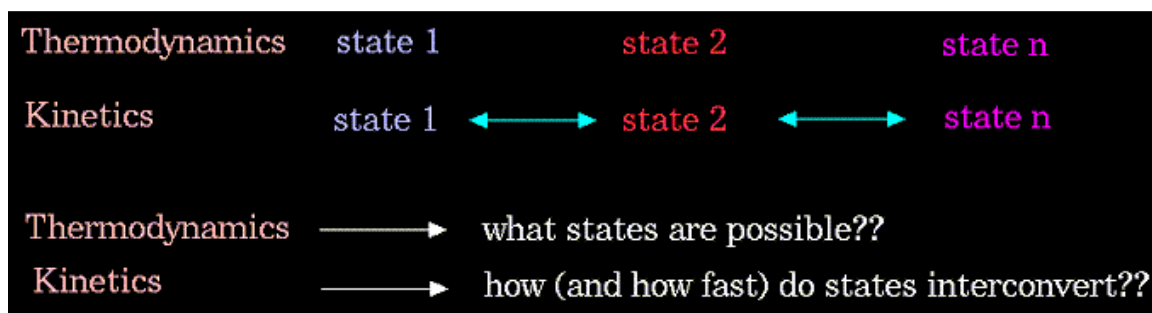 Thermodynamics state 1 state 2 state n
Kinetics state 1 state 2 state n
Thermodynamics what states are possible??
Kinetics how (and how fast) do states interconvert??